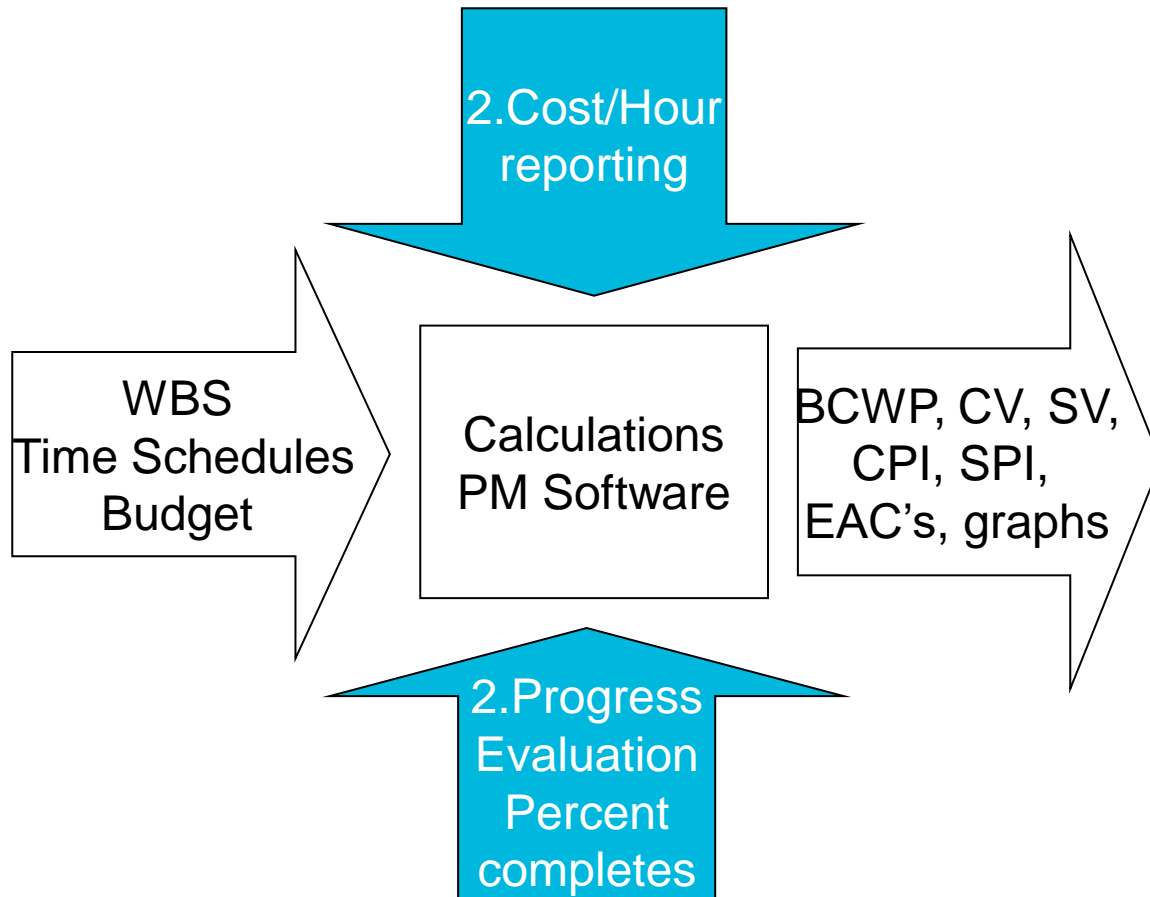 2.Cost/Hour
reporting
WBS
Time Schedules
Budget
Calculations
PM Software
BCWP, CV, SV,
CPI, SPI,
EAC’s, graphs
2.Progress
Evaluation
Percent
completes